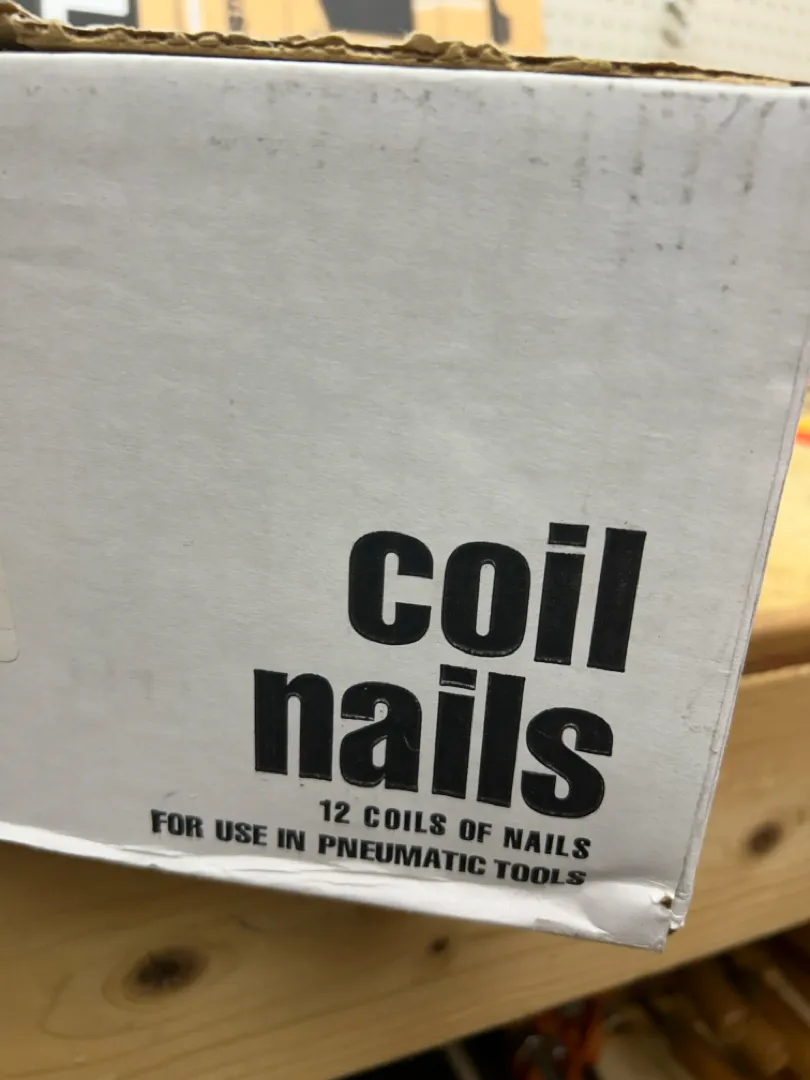 coil
nails
12 COILS OF NAILS
FOR USE IN PNEUMATIC TOOLS